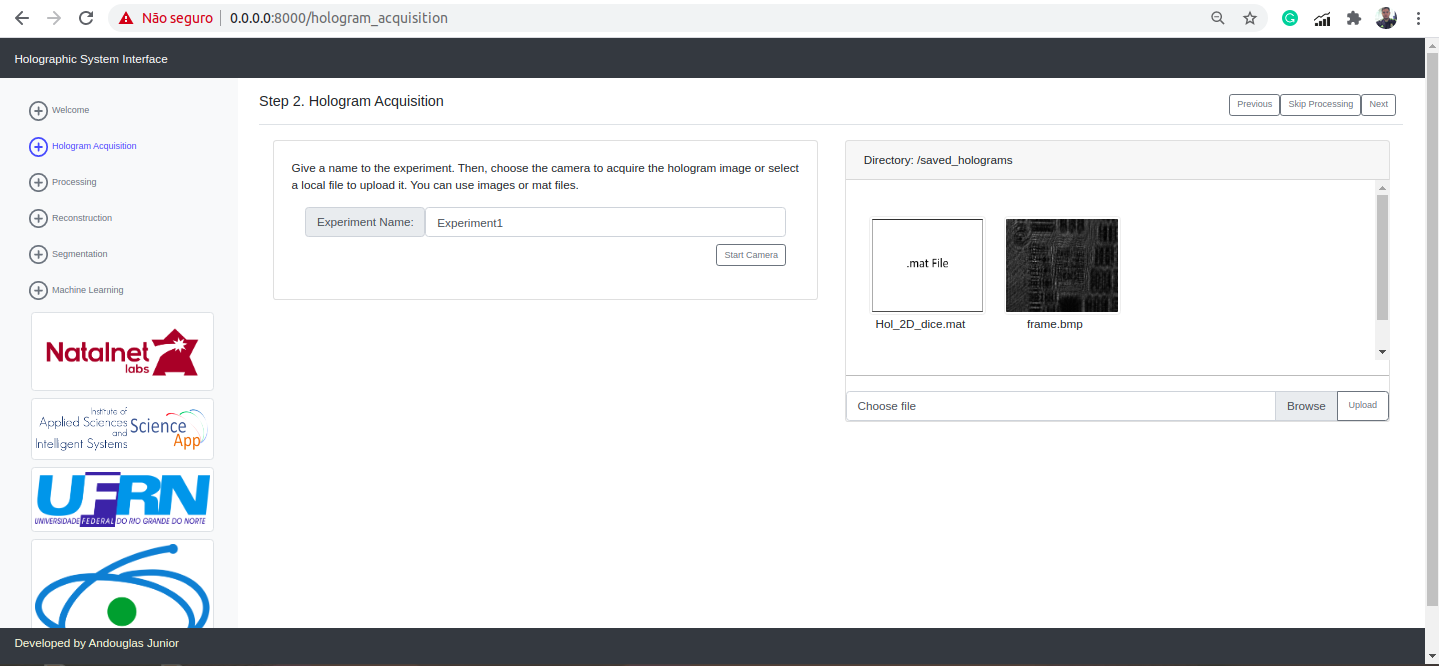 Não seguro
0.0.0.0:8000/hologram_acquisition
Holographic System Interface
Welcome
Hologram Acquisition
Processing
Reconstruction
Segmentation
Machine Learning
Natalnet
labs
Institute of
Applied Sciences
and
Intelligent Systems
Science
App
UFRN
UNIVERSIDADE FEDERAL DO RIO GRANDE DO NORTE
Step 2. Hologram Acquisition
Previous
Skip Processing
Next
Give a name to the experiment. Then, choose the camera to acquire the hologram image or select
a local file to upload it. You can use images or mat files.
Experiment Name:
Experiment1
Start Camera
Directory: /saved_holograms
.mat File
Hol_2D_dice.mat
frame.bmp
Choose file
Browse
Upload
Developed by Andouglas Junior